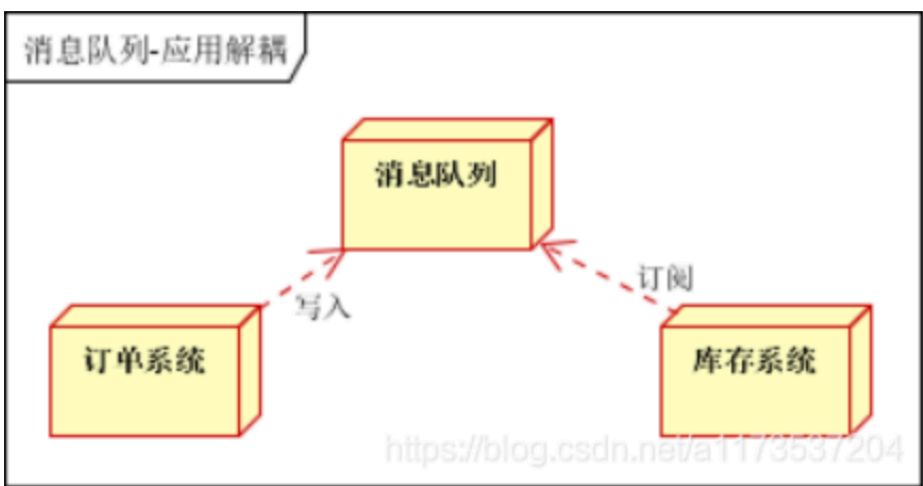 消息队列-应用解耦
消息队列
写入
订阅
订单系统
库存系统
https://blog.csdn.net/a1173537204